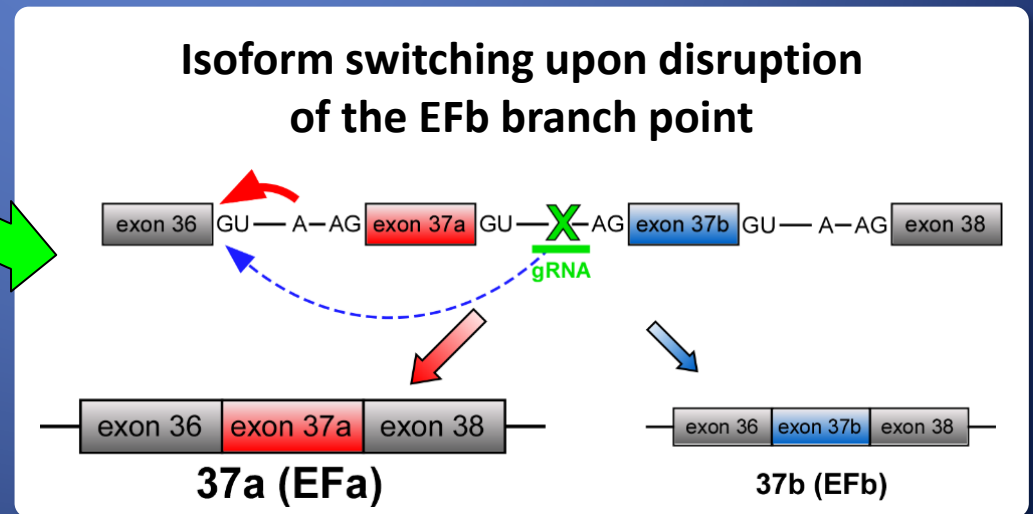 Isoform switching upon disruption
of the EFb branch point
exon 36 GU — A – AG exon 37a GU — X – AG exon 37b GU — A – AG exon 38
gRNA
exon 36 exon 37a exon 38
37a (EFa)
exon 36 exon 37b exon 38
37b (EFb)